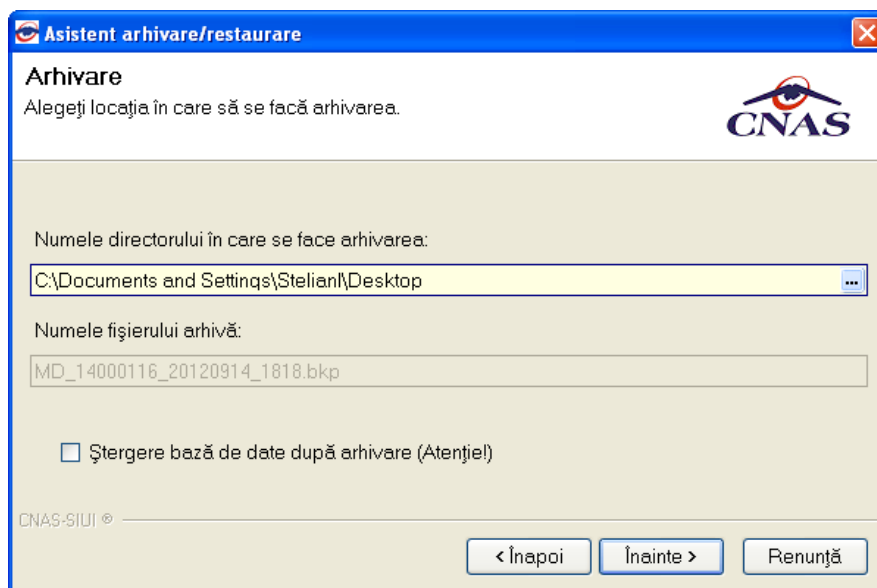 Asistent arhivare/restaurare
Arhivare
Alegeţi locaţia în care să se facă arhivarea.
CNAS
Numele directorului în care se face arhivarea:
C:\Documents and Settings\StelianI\Desktop
...
Numele fişierului arhivă:
MD_14000116_20120914_1818.bkp
Ştergere bază de date după arhivare (Atenţie!)
CNAS-SIUI ®
< Înapoi
Înainte >
Renunţă